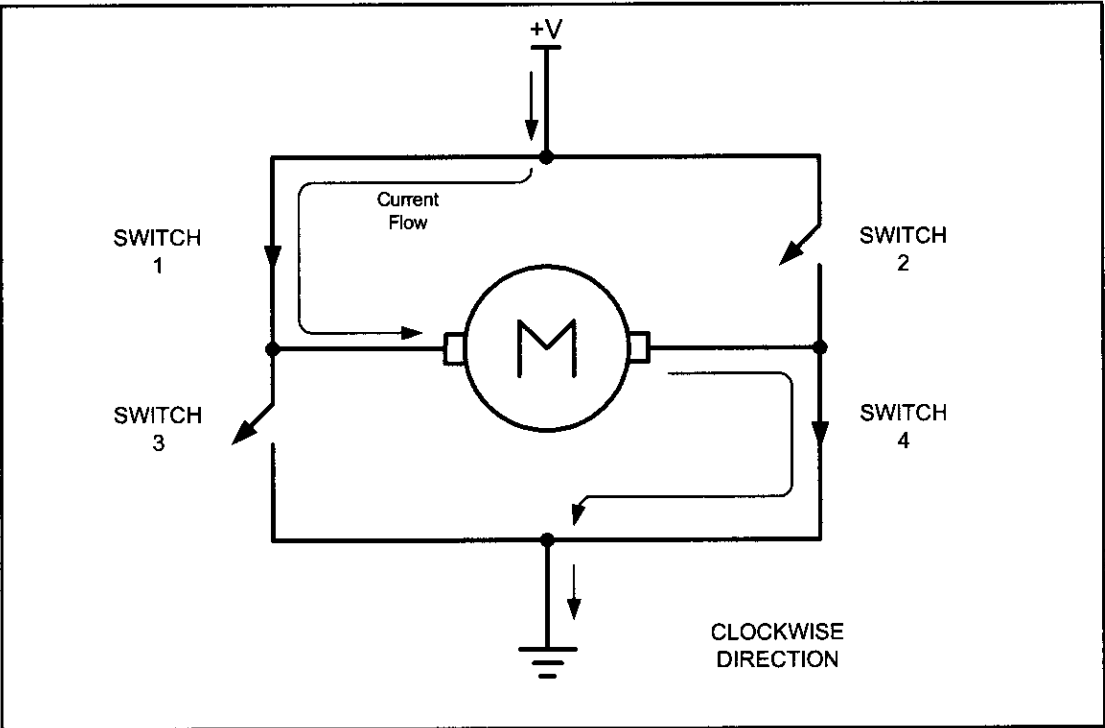 +V
Current
Flow
SWITCH
1
SWITCH
2
M
SWITCH
3
SWITCH
4
CLOCKWISE
DIRECTION